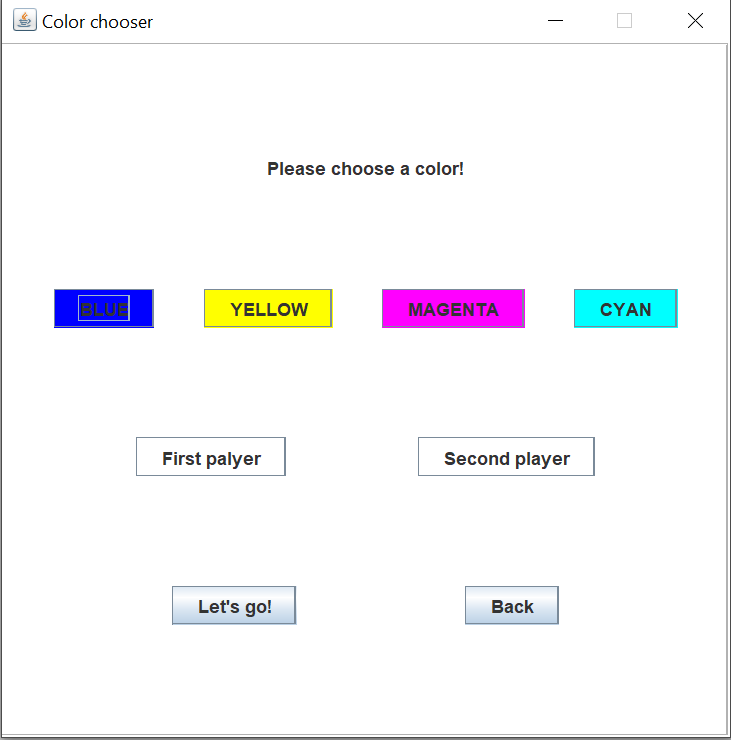 Color chooser
Please choose a color!
BLUE YELLOW MAGENTA CYAN
First palyer Second player
Let's go! Back